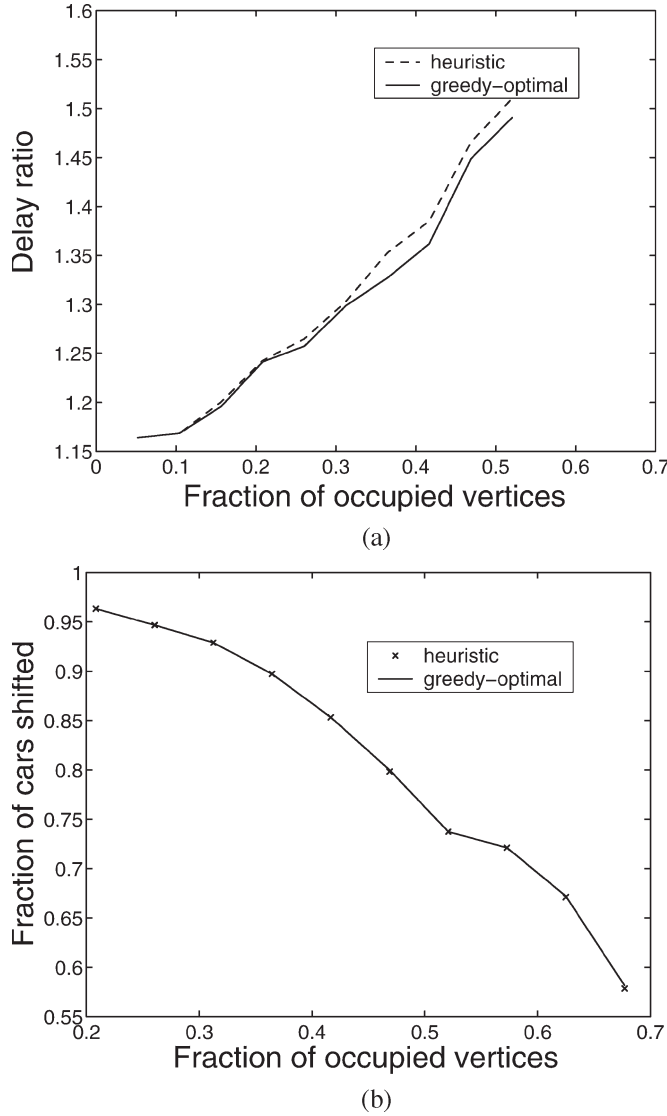 1.6
1.55
1.5
1.45
1.4
1.35
1.3
1.25
1.2
1.15
Delay ratio
heuristic
greedy-optimal
0 0.1 0.2 0.3 0.4 0.5 0.6 0.7
Fraction of occupied vertices
(a)
1
0.95
0.9
0.85
0.8
0.75
0.7
0.65
0.6
0.55
Fraction of cars shifted
heuristic
greedy-optimal
0.2 0.3 0.4 0.5 0.6 0.7
Fraction of occupied vertices
(b)